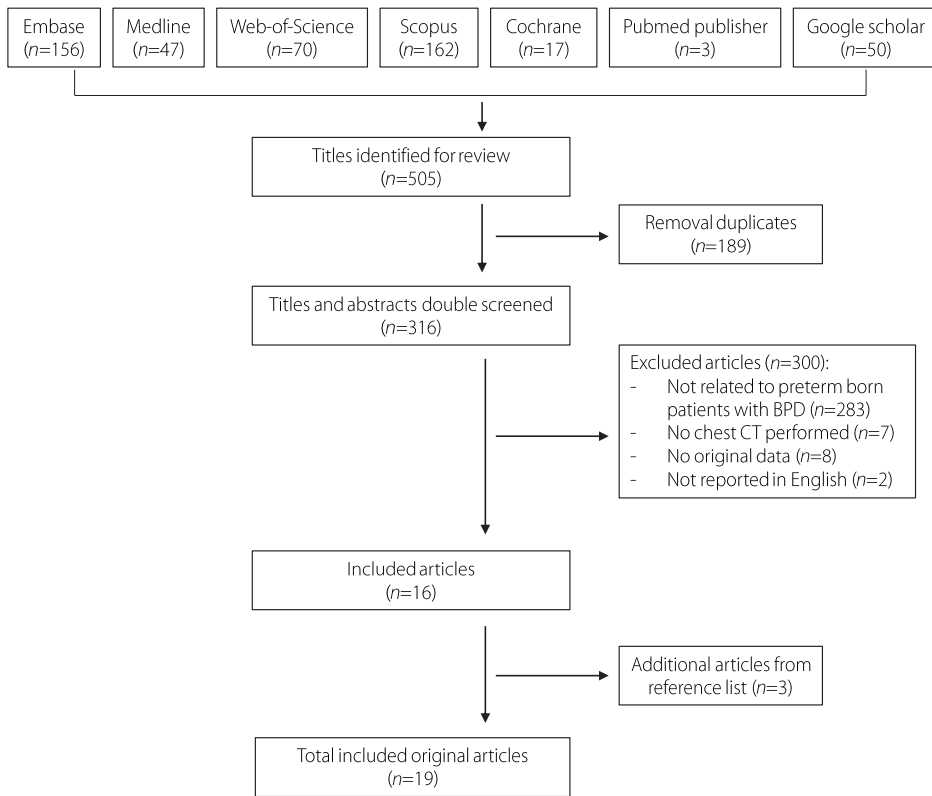 Embase
(n=156)
Medline
(n=47)
Web-of-Science
(n=70)
Scopus
(n=162)
Cochrane
(n=17)
Pubmed publisher
(n=3)
Google scholar
(n=50)
Titles identified for review
(n=505)
Removal duplicates
(n=189)
Titles and abstracts double screened
(n=316)
Excluded articles (n=300):
- Not related to preterm born
patients with BPD (n=283)
- No chest CT performed (n=7)
- No original data (n=8)
- Not reported in English (n=2)
Included articles
(n=16)
Additional articles from
reference list (n=3)
Total included original articles
(n=19)